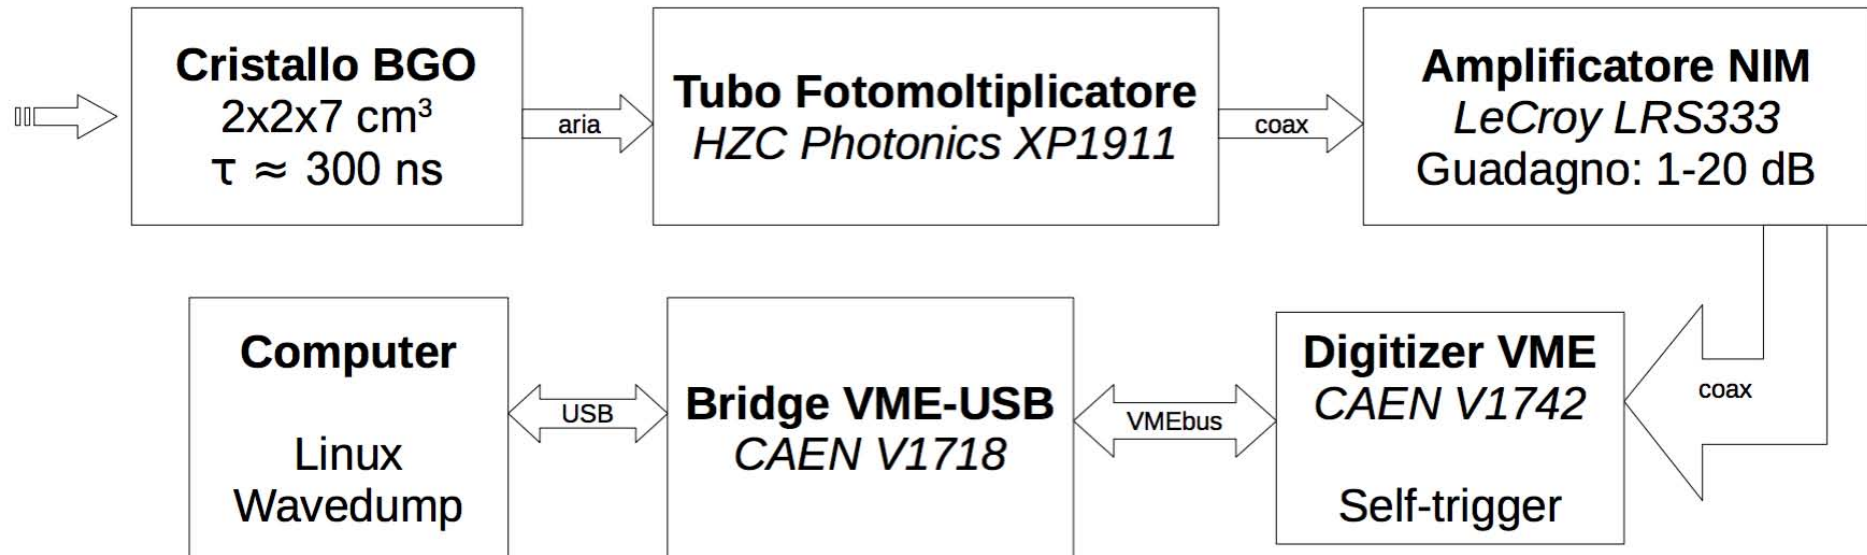 Cristallo BGO
2x2x7 cm³
τ ≈ 300 ns
aria
Tubo Fotomoltiplicatore
HZC Photonics XP1911
coax
Amplificatore NIM
LeCroy LRS333
Guadagno: 1-20 dB
coax
Digitizer VME
CAEN V1742
Self-trigger
VMEbus
Bridge VME-USB
CAEN V1718
USB
Computer
Linux
Wavedump